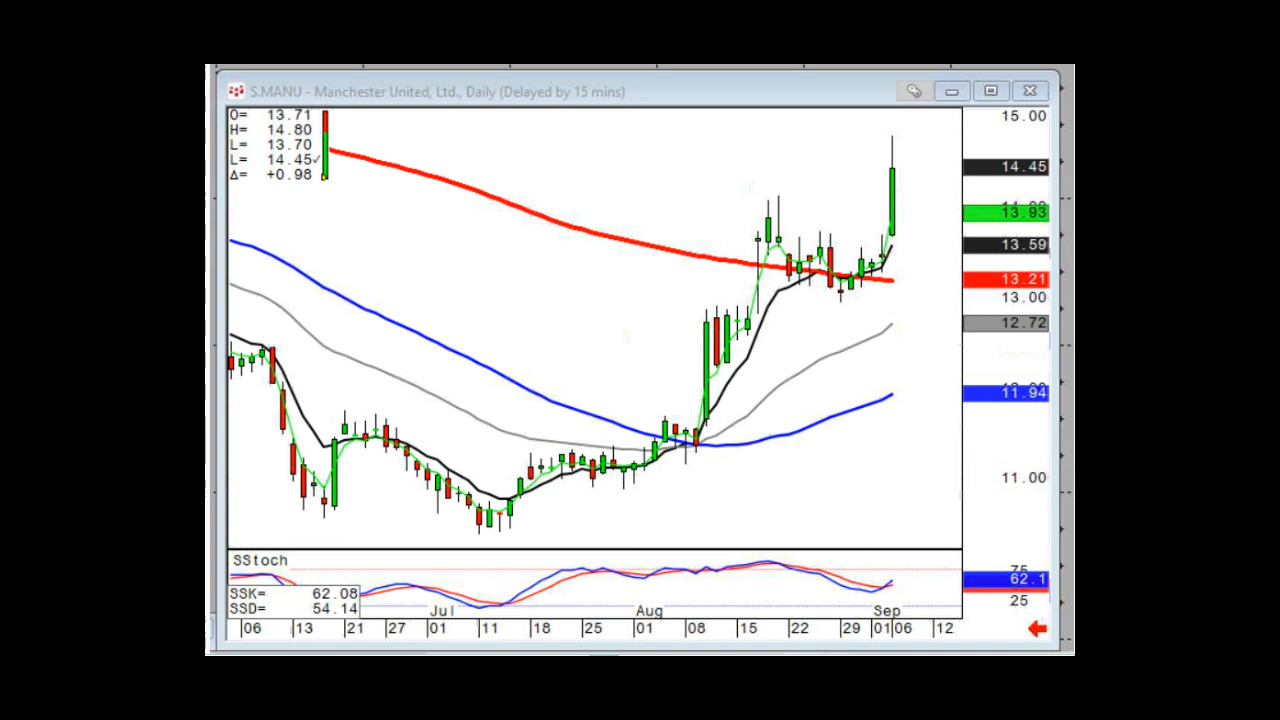 S.MANU - Manchester United, Ltd., Daily (Delayed by 15 mins)
O= 13.71
H= 14.80
L= 13.70
L= 14.45✓
Δ= +0.98
15.00
14.45
13.93
13.59
13.21
13.00
12.72
11.94
11.00
SStoch
75
62.1
25
SSK= 62.08
SSD= 54.14
Jul Aug Sep
06 13 21 27 01 11 18 25 01 08 15 22 29 01 06 12